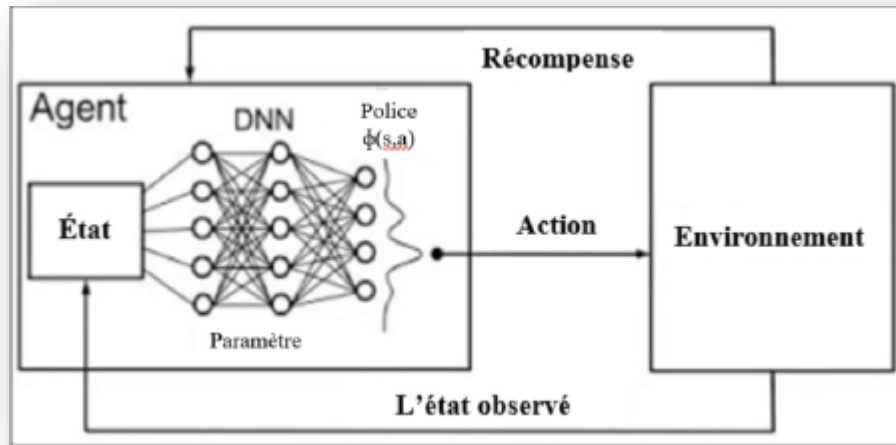 Récompense
Agent
DNN
Police
ϕ(s,a)
État
Action
Environnement
Paramètre
L'état observé